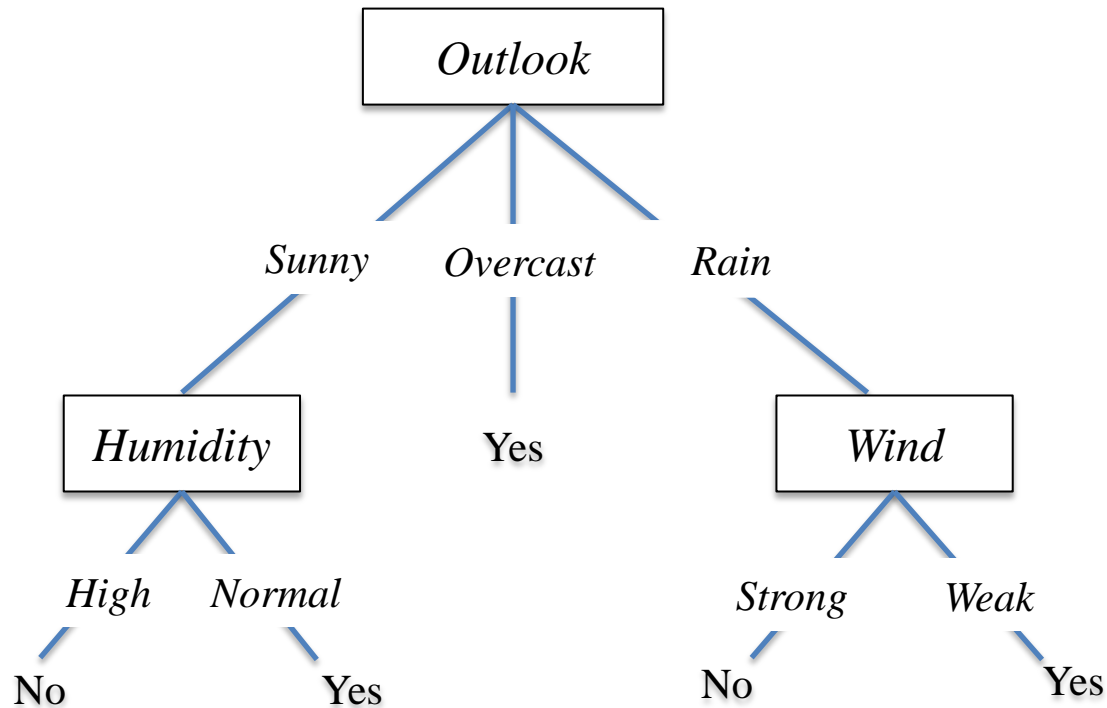 Outlook
Sunny Overcast Rain
Humidity Yes Wind
High Normal Strong Weak
No Yes No Yes